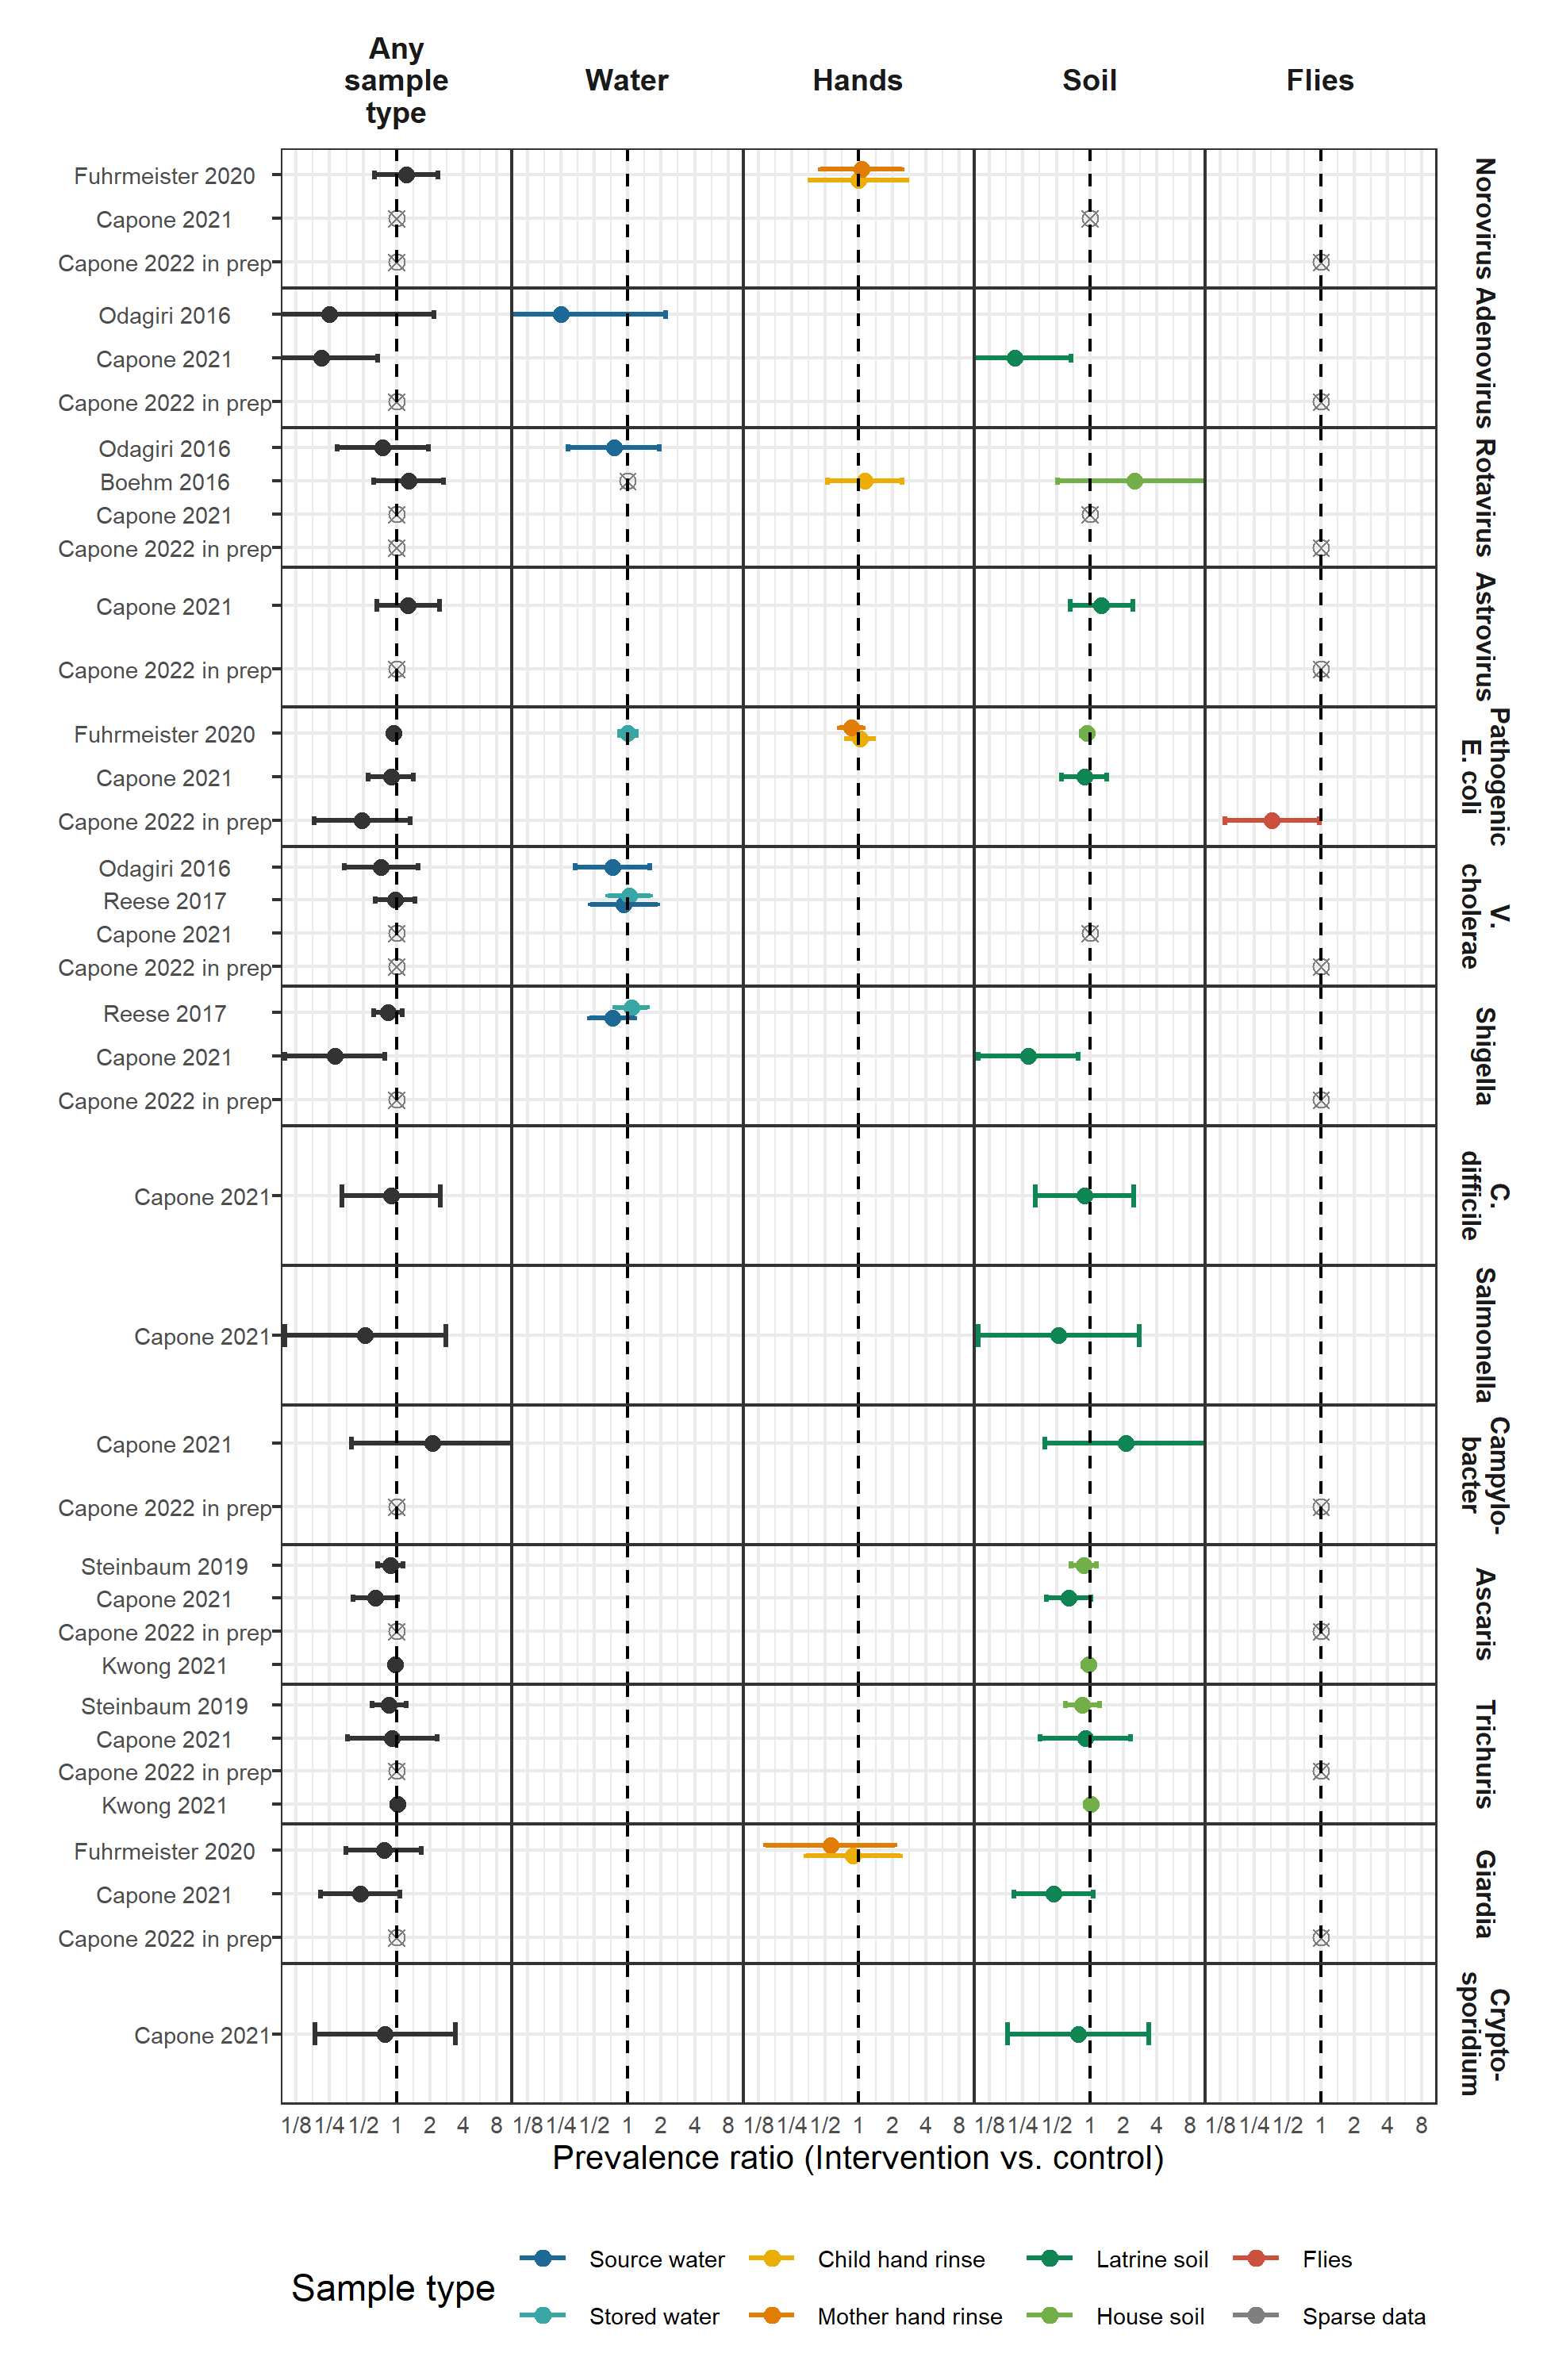 Any
sample
type
Water
Hands
Soil
Flies
Fuhrmeister 2020
Capone 2021
Capone 2022 in prep
Norovirus
Odagiri 2016
Capone 2021
Capone 2022 in prep
Adenovirus
Odagiri 2016
Boehm 2016
Capone 2021
Capone 2022 in prep
Rotavirus
Capone 2021
Capone 2022 in prep
Astrovirus
Fuhrmeister 2020
Capone 2021
Capone 2022 in prep
Pathogenic
E. coli
Odagiri 2016
Reese 2017
Capone 2021
Capone 2022 in prep
V.
cholerae
Reese 2017
Capone 2021
Capone 2022 in prep
Shigella
Capone 2021
C.
difficile
Capone 2021
Salmonella
Capone 2021
Capone 2022 in prep
Campylo-
bacter
Steinbaum 2019
Capone 2021
Capone 2022 in prep
Kwong 2021
Ascaris
Steinbaum 2019
Capone 2021
Capone 2022 in prep
Kwong 2021
Trichuris
Fuhrmeister 2020
Capone 2021
Capone 2022 in prep
Giardia
Capone 2021
Crypto-
sporidium
1/8 1/4 1/2 1 2 4 8 1/8 1/4 1/2 1 2 4 8 1/8 1/4 1/2 1 2 4 8 1/8 1/4 1/2 1 2 4 8 1/8 1/4 1/2 1 2 4 8
Prevalence ratio (Intervention vs. control)
Sample type
Source water
Child hand rinse
Latrine soil
Flies
Stored water
Mother hand rinse
House soil
Sparse data